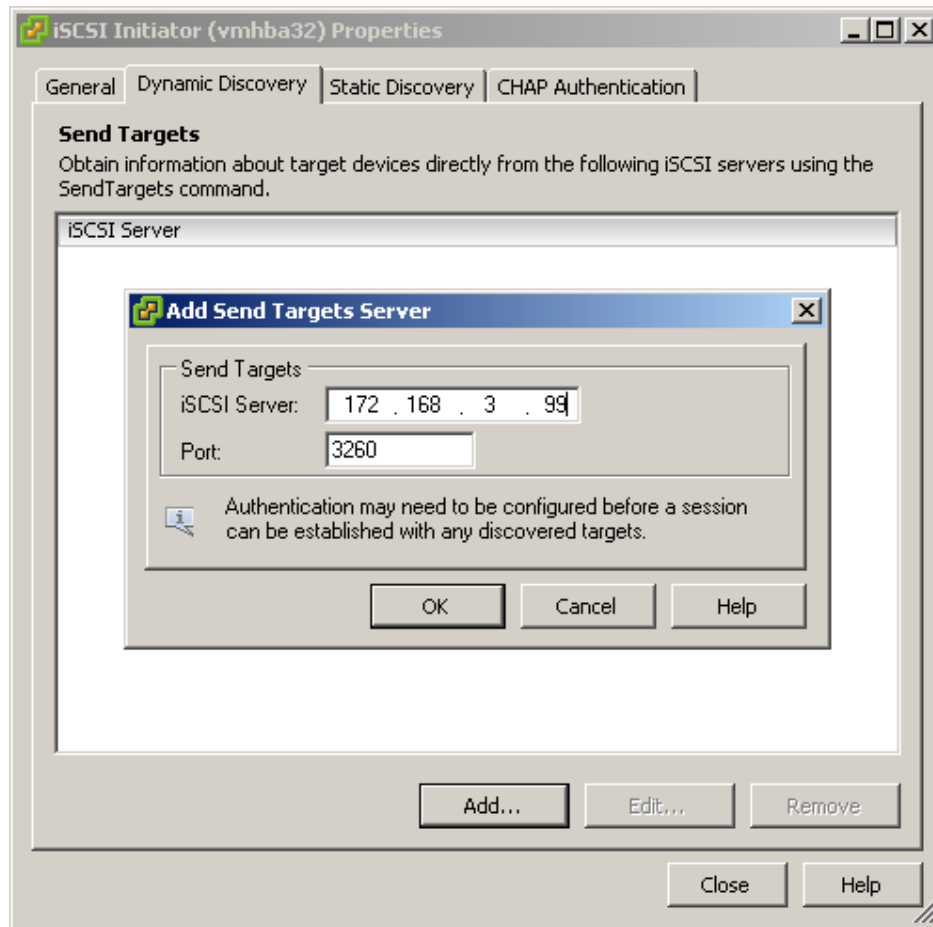 iSCSI Initiator (vmhba32) Properties
General Dynamic Discovery Static Discovery CHAP Authentication
Send Targets
Obtain information about target devices directly from the following iSCSI servers using the
SendTargets command.
iSCSI Server
Add Send Targets Server
Send Targets
iSCSI Server: 172 . 168 . 3 . 99
Port: 3260
Authentication may need to be configured before a session
can be established with any discovered targets.
OK Cancel Help
Add... Edit... Remove
Close Help